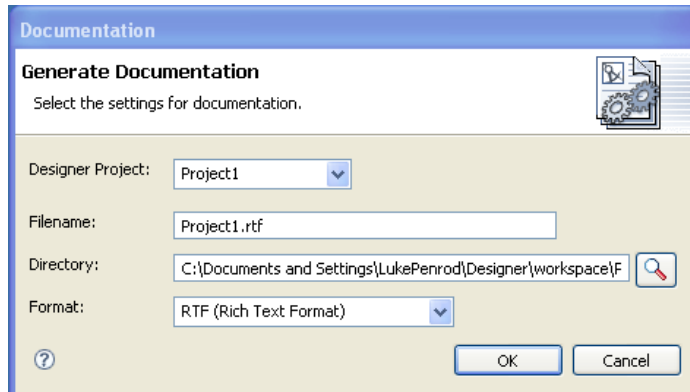 Documentation
Generate Documentation
Select the settings for documentation.
Designer Project: Project1
Filename: Project1.rtf
Directory: C:\Documents and Settings\LukePenrod\Designer\workspace\F
Format: RTF (Rich Text Format)
? OK Cancel